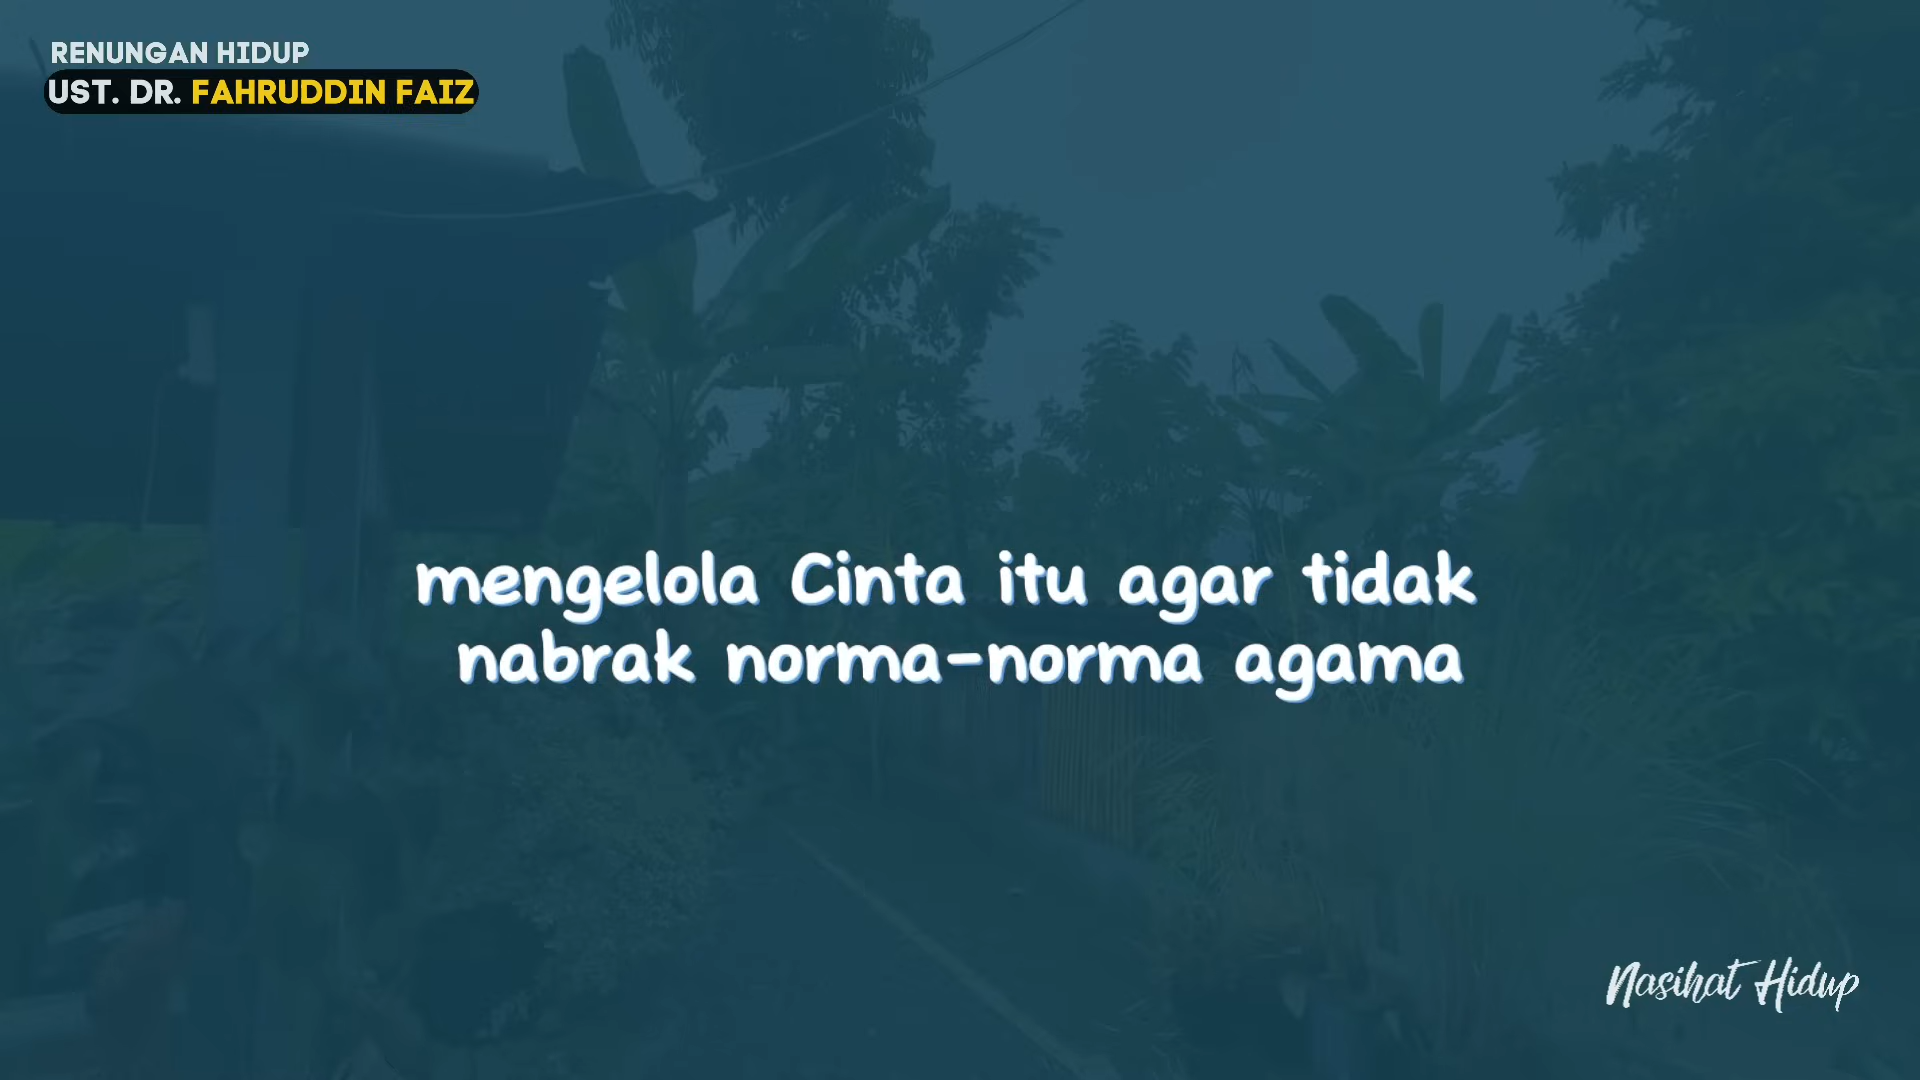 RENUNGAN HIDUP
UST. DR. FAHRUDDIN FAIZ
mengelola Cinta itu agar tidak
nabrak norma-norma agama
Nasihat Hidup